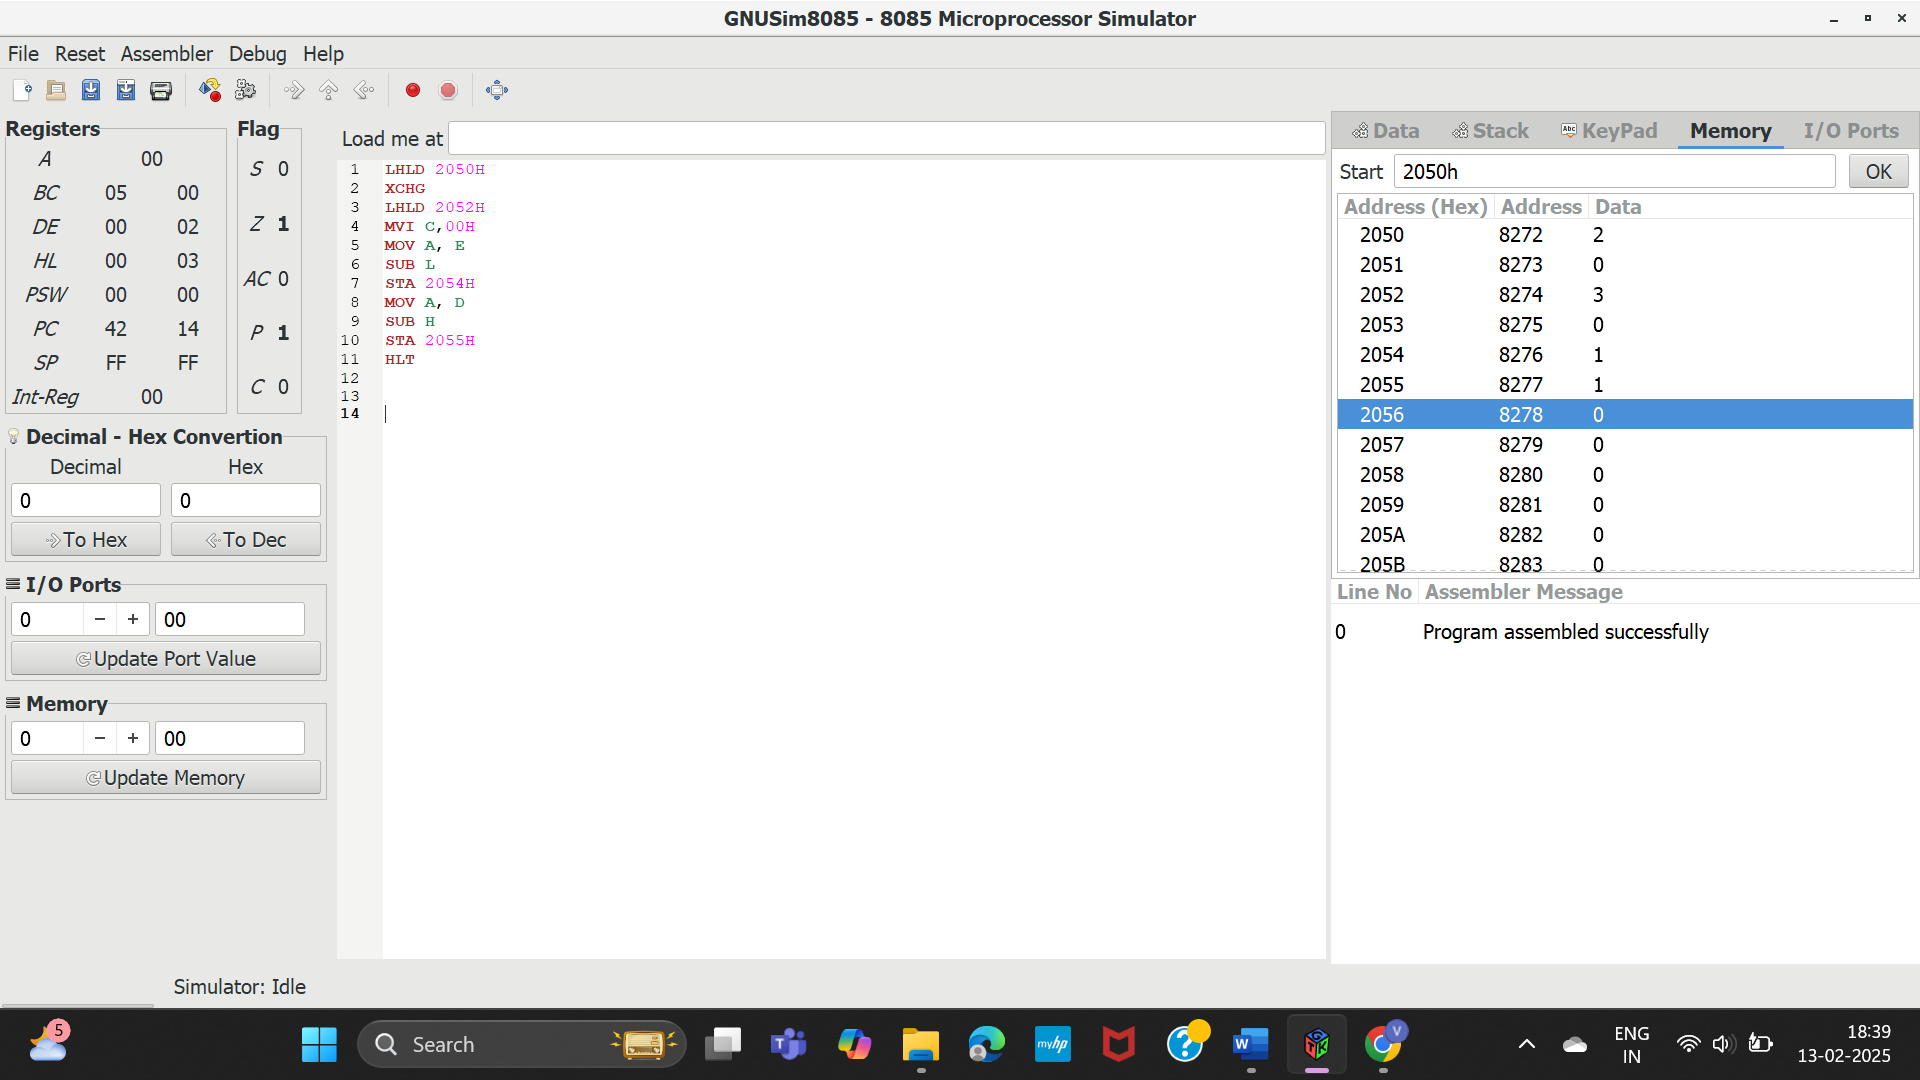 GNUSim8085 - 8085 Microprocessor Simulator
File Reset Assembler Debug Help
Registers
A 00
BC 05 00
DE 00 02
HL 00 03
PSW 00 00
PC 42 14
SP FF FF
Int-Reg 00
Flag
S 0
Z 1
AC 0
P 1
C 0
Decimal - Hex Convertion
Decimal Hex
0 0
To Hex To Dec
I/O Ports
0 − + 00
Update Port Value
Memory
0 − + 00
Update Memory
Load me at
1 LHLD 2050H
2 XCHG
3 LHLD 2052H
4 MVI C,00H
5 MOV A, E
6 SUB L
7 STA 2054H
8 MOV A, D
9 SUB H
10 STA 2055H
11 HLT
12
13
14
Data Stack Abc KeyPad Memory I/O Ports
Start 2050h OK
Address (Hex) Address Data
2050 8272 2
2051 8273 0
2052 8274 3
2053 8275 0
2054 8276 1
2055 8277 1
2056 8278 0
2057 8279 0
2058 8280 0
2059 8281 0
205A 8282 0
205B 8283 0
Line No Assembler Message
0 Program assembled successfully
Simulator: Idle
5
Search
T
myhp
?
W
GTK
V
ENG
IN
18:39
13-02-2025